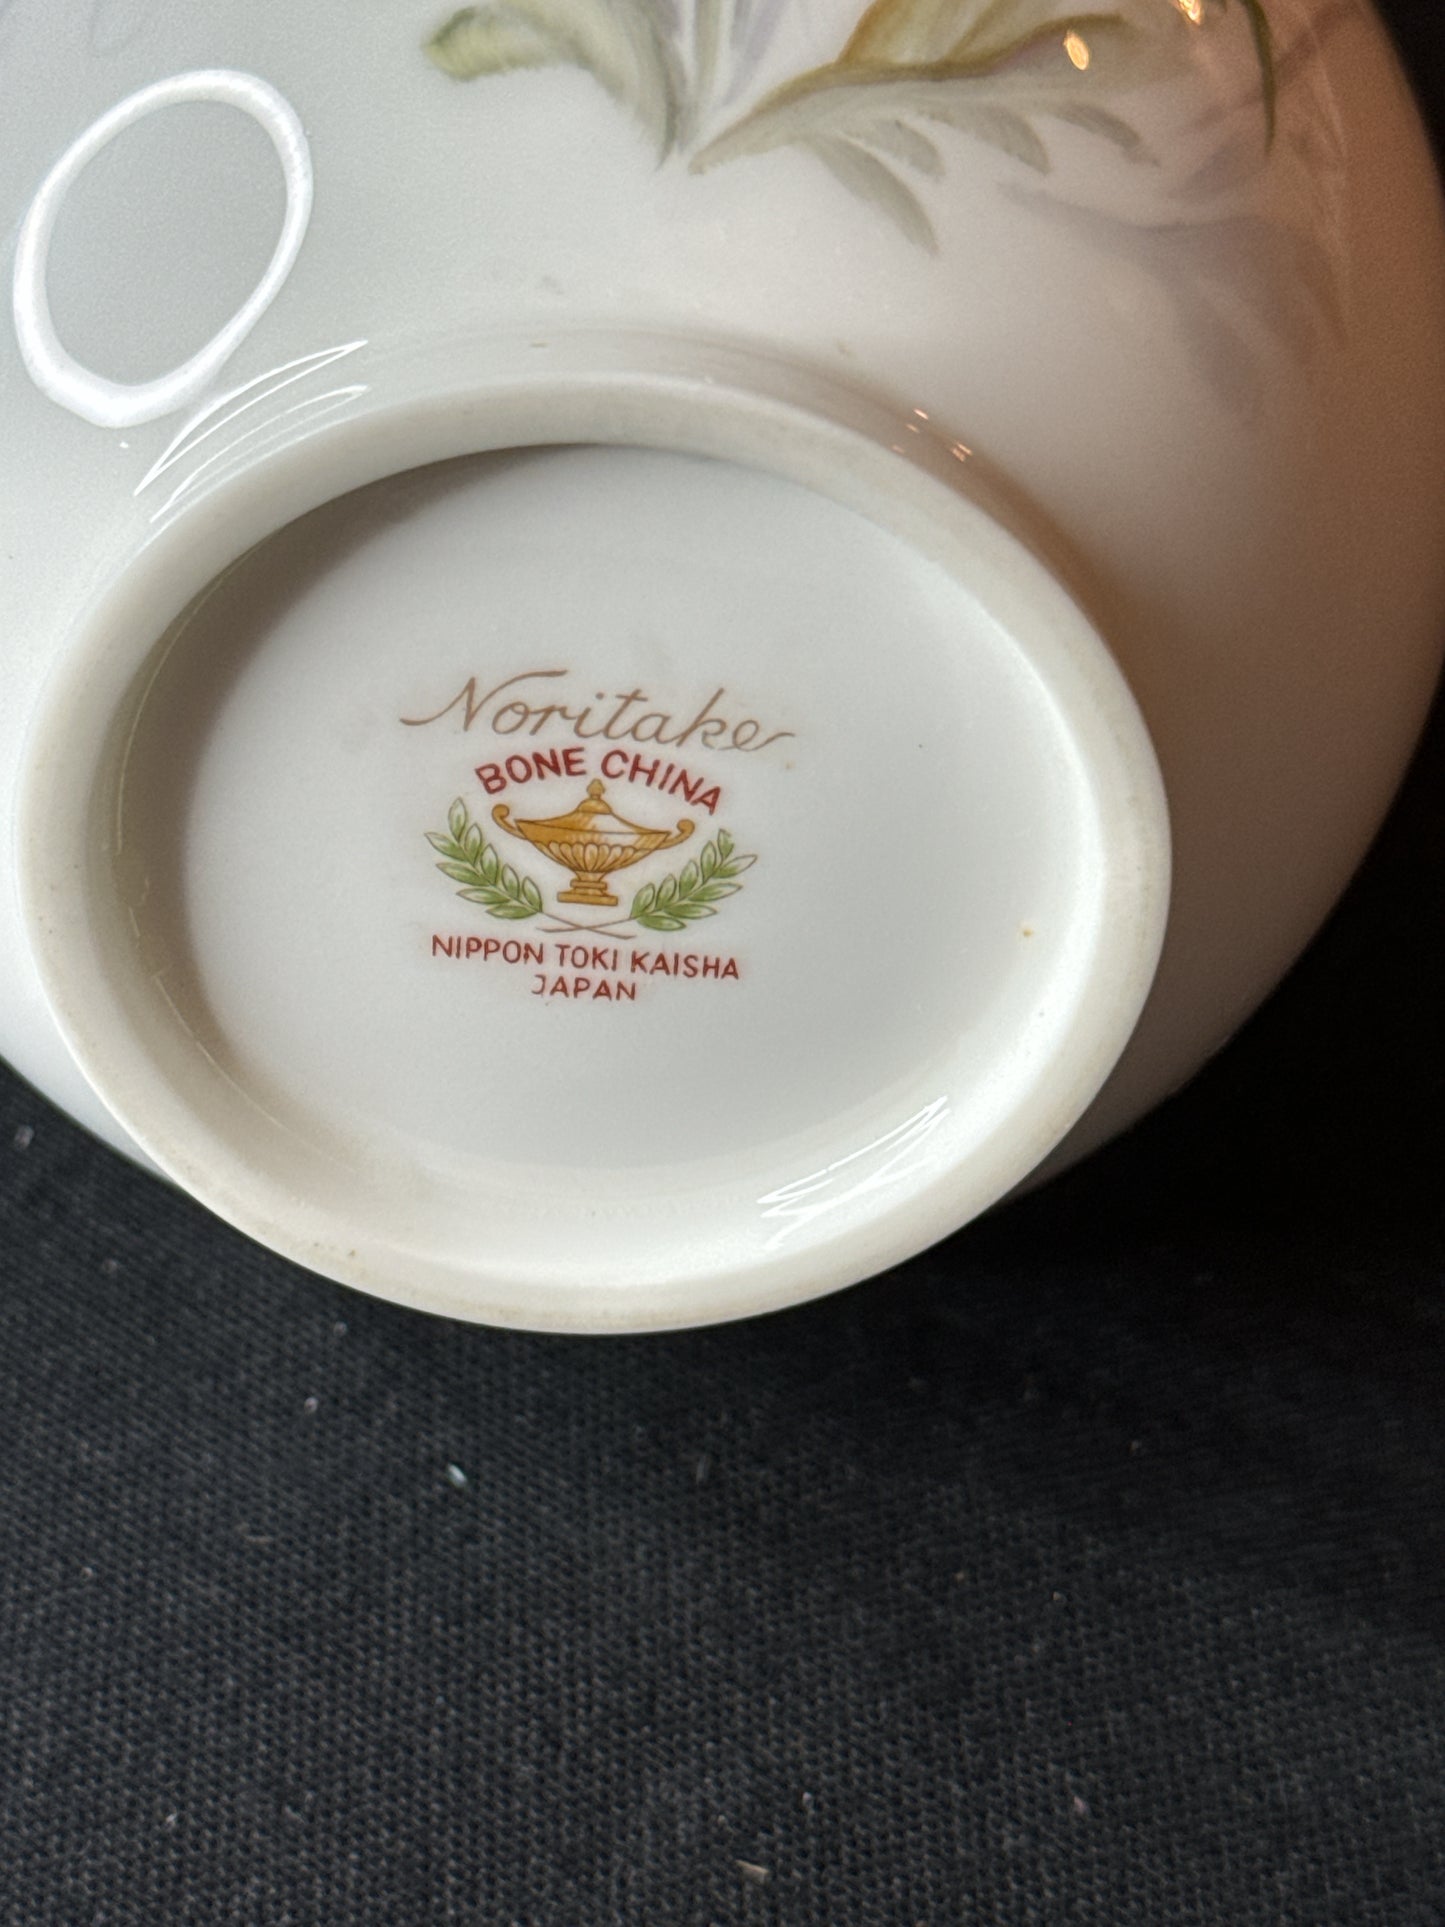 Noritake
BONE CHINA
NIPPON TOKI KAISHA
JAPAN